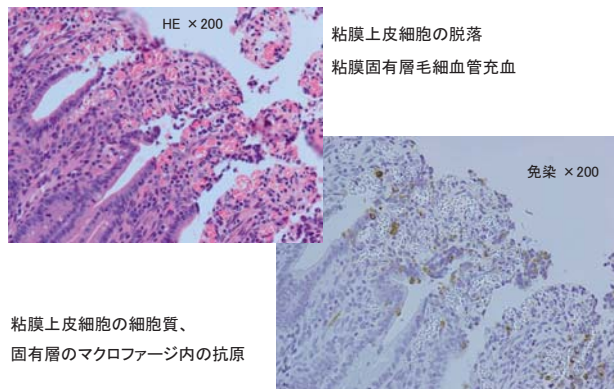 HE ×200
粘膜上皮細胞の脱落
粘膜固有層毛細血管充血
免染 ×200
粘膜上皮細胞の細胞質、
固有層のマクロファージ内の抗原